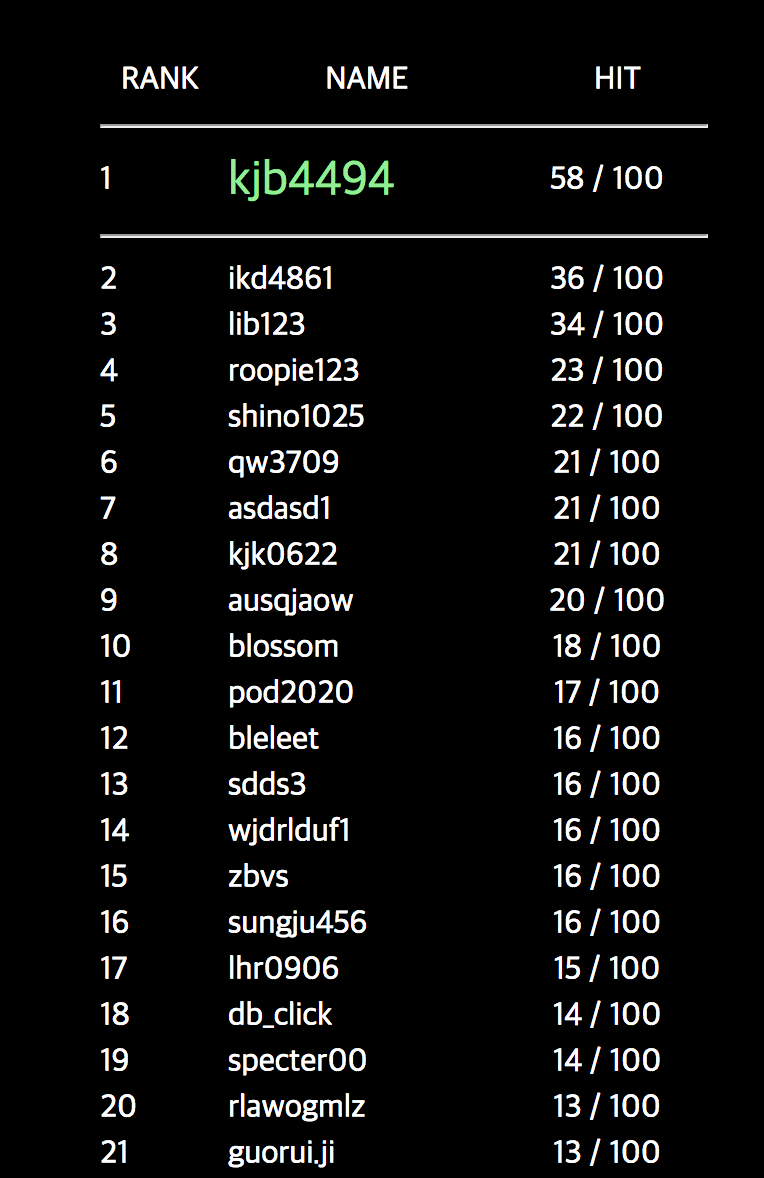 RANK NAME HIT
1 kjb4494 58 / 100
2 ikd4861 36 / 100
3 lib123 34 / 100
4 roopie123 23 / 100
5 shino1025 22 / 100
6 qw3709 21 / 100
7 asdasd1 21 / 100
8 kjk0622 21 / 100
9 ausqjaow 20 / 100
10 blossom 18 / 100
11 pod2020 17 / 100
12 bleleet 16 / 100
13 sdds3 16 / 100
14 wjdrlduf1 16 / 100
15 zbvs 16 / 100
16 sungju456 16 / 100
17 lhr0906 15 / 100
18 db_click 14 / 100
19 specter00 14 / 100
20 rlawogmlz 13 / 100
21 guorui.ji 13 / 100